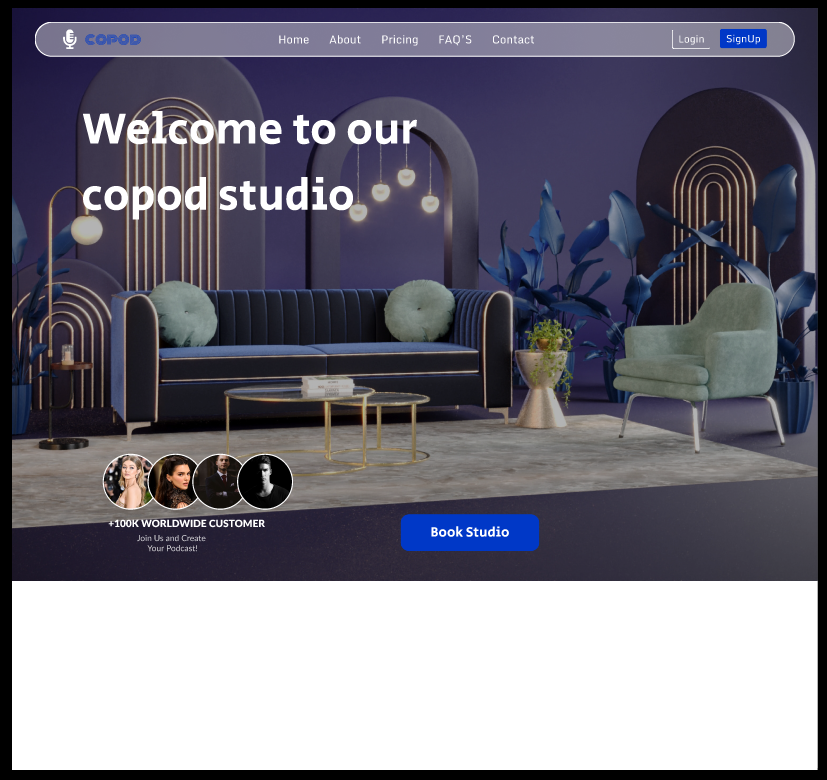 COPOD
Home About Pricing FAQ'S Contact
Login SignUp
Welcome to our
copod studio
+100K WORLDWIDE CUSTOMER
Join Us and Create
Your Podcast!
Book Studio